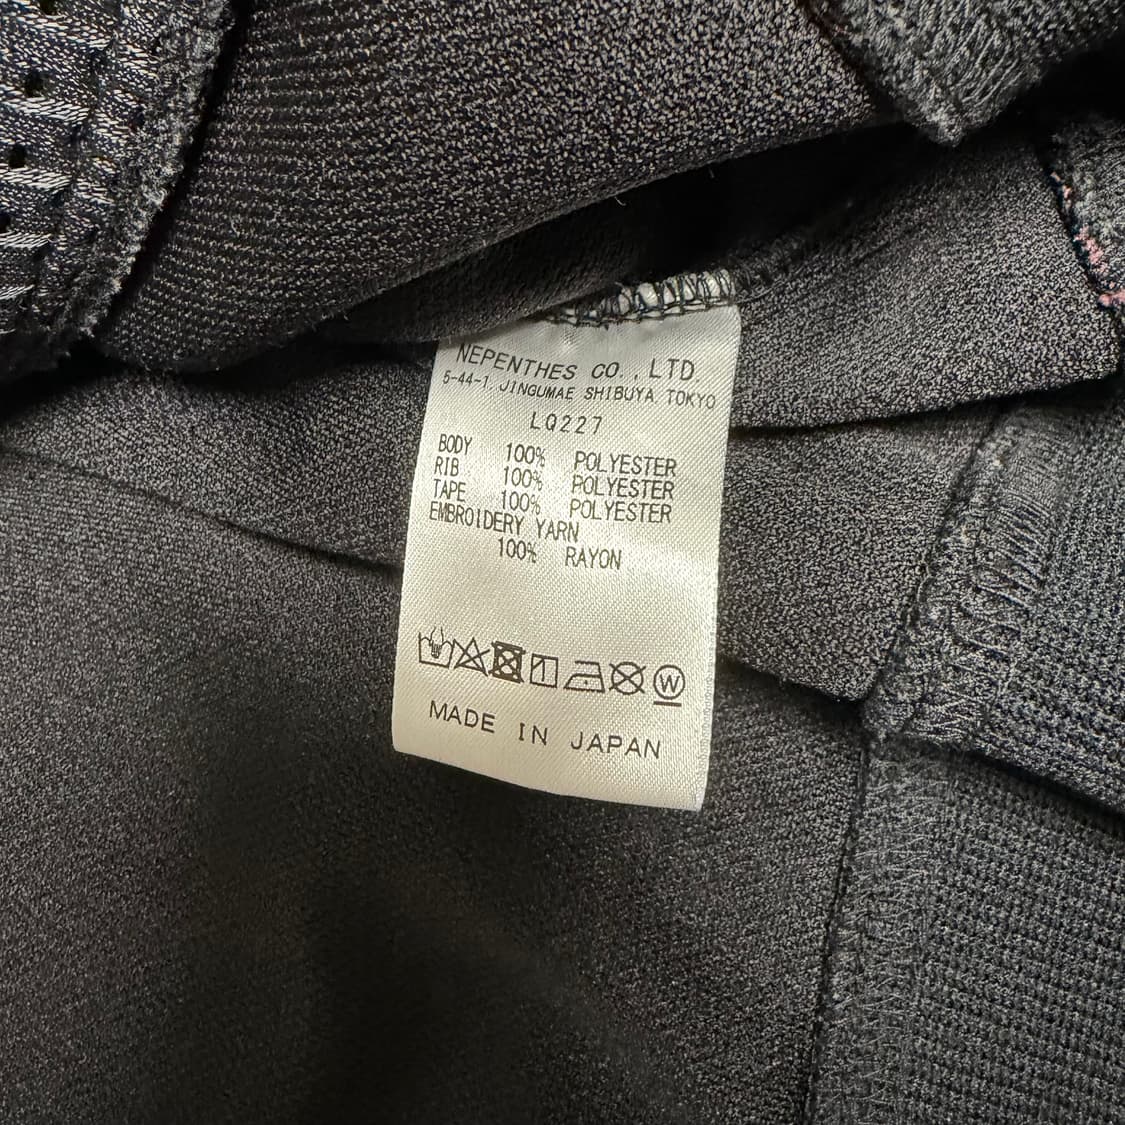 NEPENTHES CO., LTD.
5-44-1, JINGUMAE SHIBUYA TOKYO
LQ227
BODY 100% POLYESTER
RIB 100% POLYESTER
TAPE 100% POLYESTER
EMBROIDERY YARN
100% RAYON
W
MADE IN JAPAN